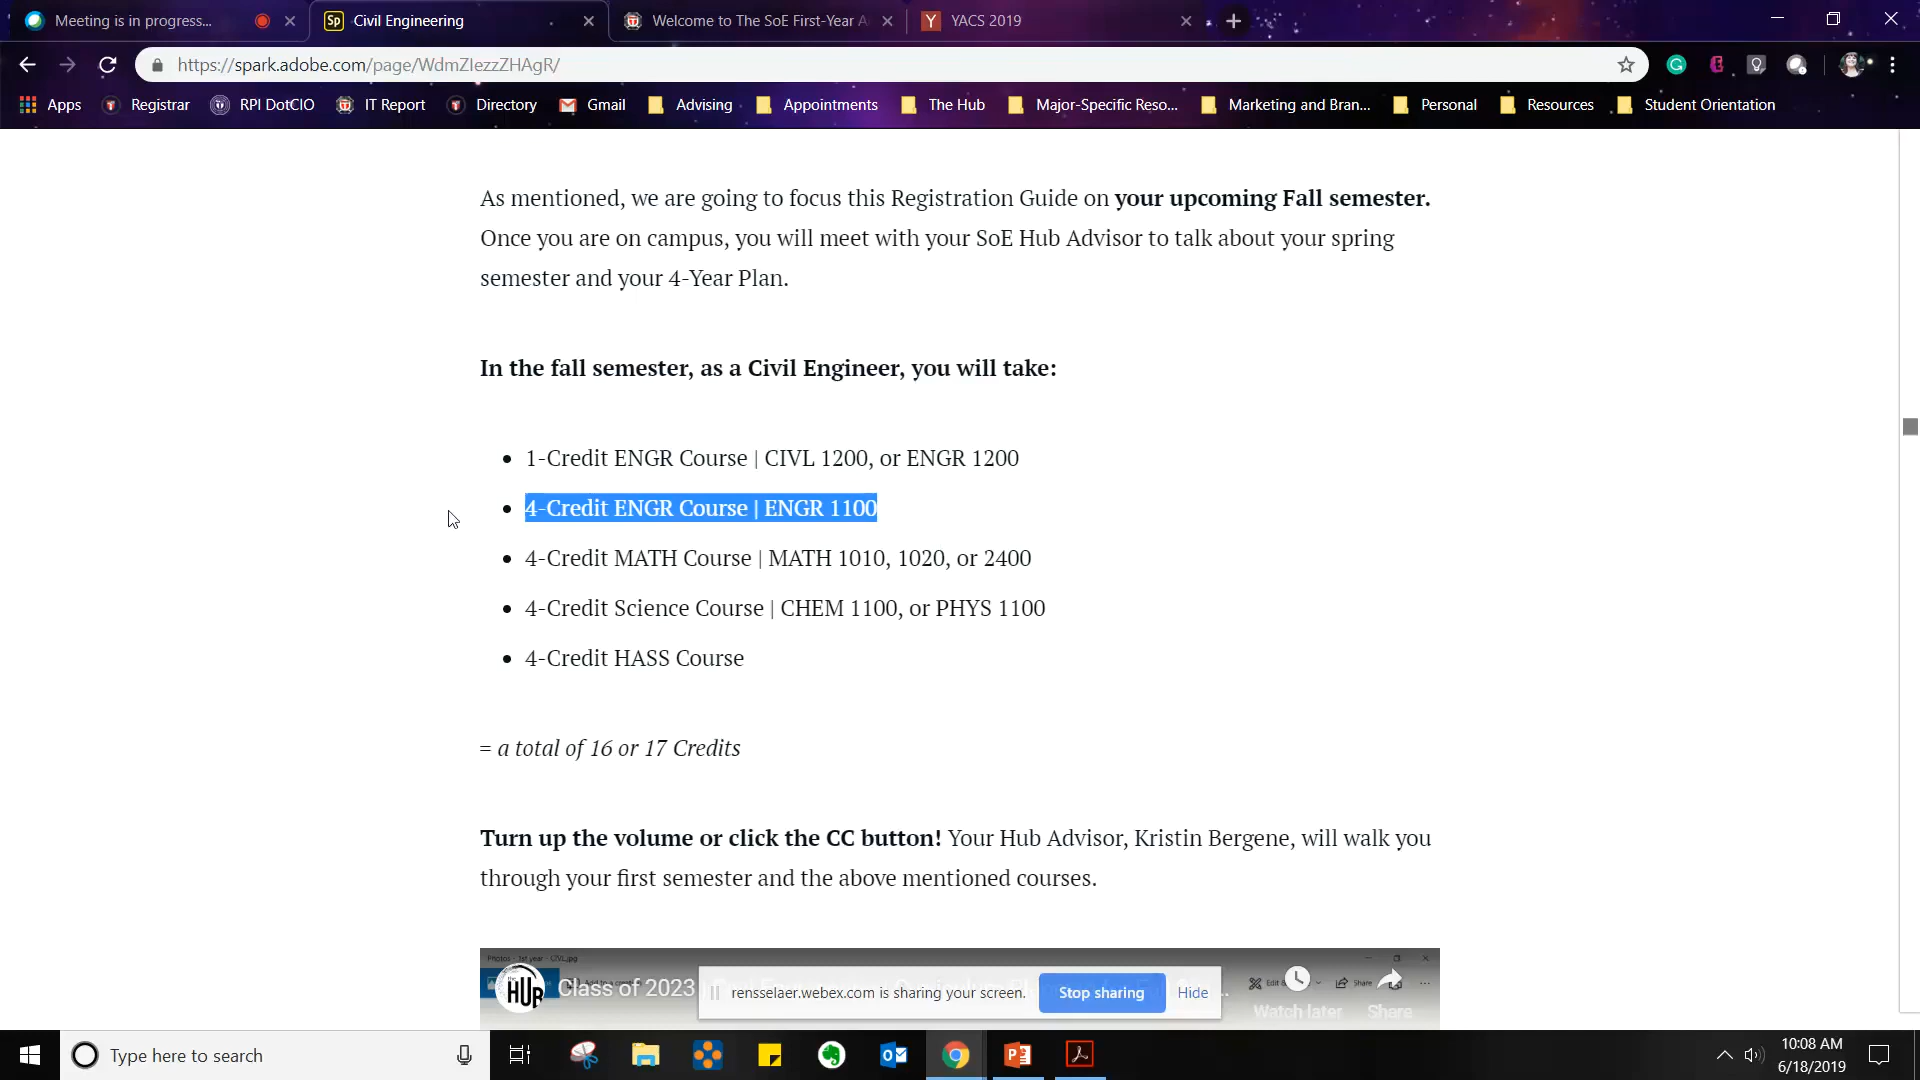 Meeting is in progress...
Civil Engineering
Welcome to The SoE First-Year A
YACS 2019
https://spark.adobe.com/page/WdmZIezzZHAgR/
Apps Registrar RPI DotCIO IT Report Directory Gmail Advising Appointments The Hub Major-Specific Reso... Marketing and Bran... Personal Resources Student Orientation
As mentioned, we are going to focus this Registration Guide on your upcoming Fall semester.
Once you are on campus, you will meet with your SoE Hub Advisor to talk about your spring
semester and your 4-Year Plan.
In the fall semester, as a Civil Engineer, you will take:
• 1-Credit ENGR Course | CIVL 1200, or ENGR 1200
• 4-Credit ENGR Course | ENGR 1100
• 4-Credit MATH Course | MATH 1010, 1020, or 2400
• 4-Credit Science Course | CHEM 1100, or PHYS 1100
• 4-Credit HASS Course
= a total of 16 or 17 Credits
Turn up the volume or click the CC button! Your Hub Advisor, Kristin Bergene, will walk you
through your first semester and the above mentioned courses.
Photos - 1st year - CIVL.jpg
HUB Class of 2023
rensselaer.webex.com is sharing your screen. Stop sharing Hide
Edit Share
Watch later Share
Type here to search
10:08 AM
6/18/2019